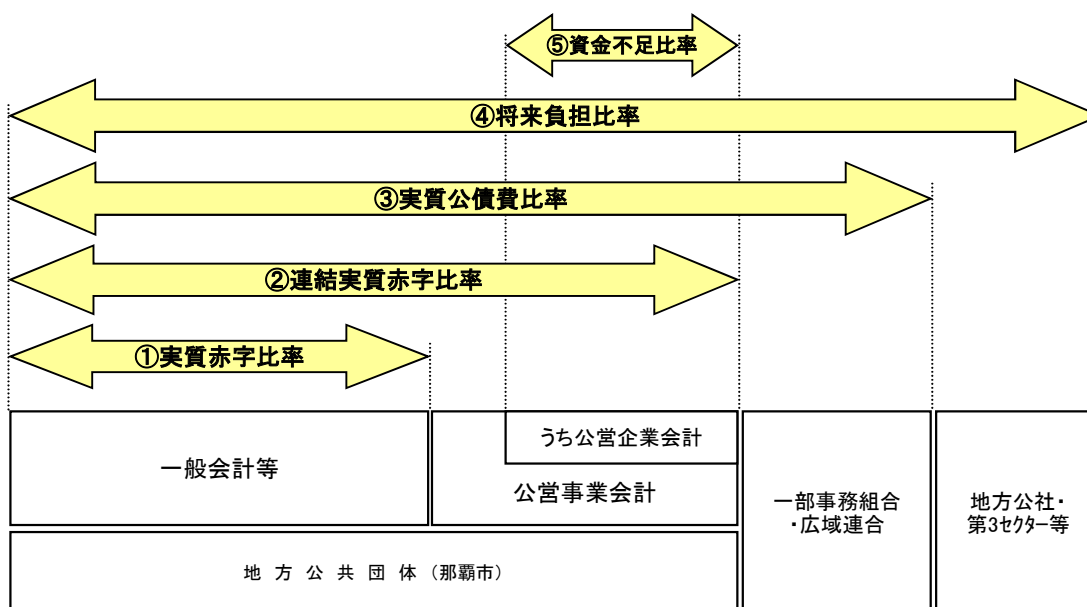 ⑤資金不足比率
④将来負担比率
③実質公債費比率
②連結実質赤字比率
①実質赤字比率
うち公営企業会計
一般会計等
公営事業会計
一部事務組合
・広域連合
地方公社・
第3セクター等
地 方 公 共 団 体 （那覇市）